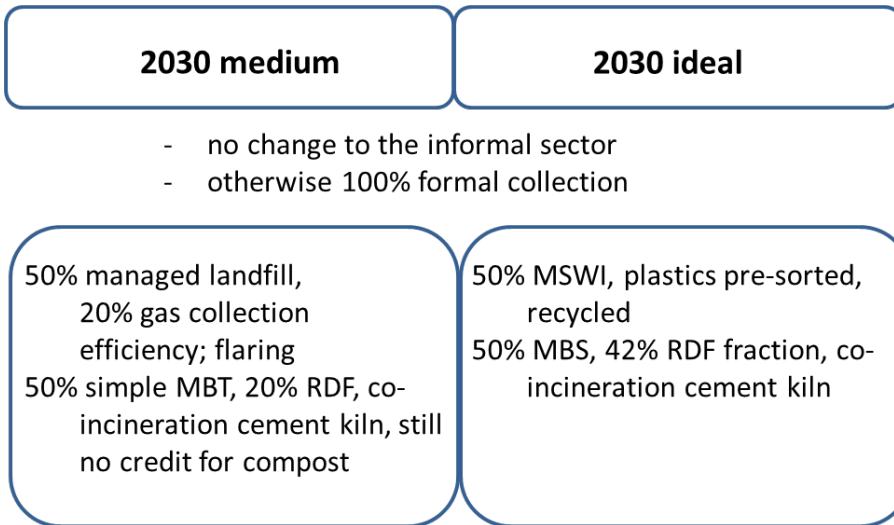 2030 medium
2030 ideal
- no change to the informal sector
- otherwise 100% formal collection
50% managed landfill,
20% gas collection
efficiency; flaring
50% simple MBT, 20% RDF, co-
incineration cement kiln, still
no credit for compost
50% MSWI, plastics pre-sorted,
recycled
50% MBS, 42% RDF fraction, co-
incineration cement kiln